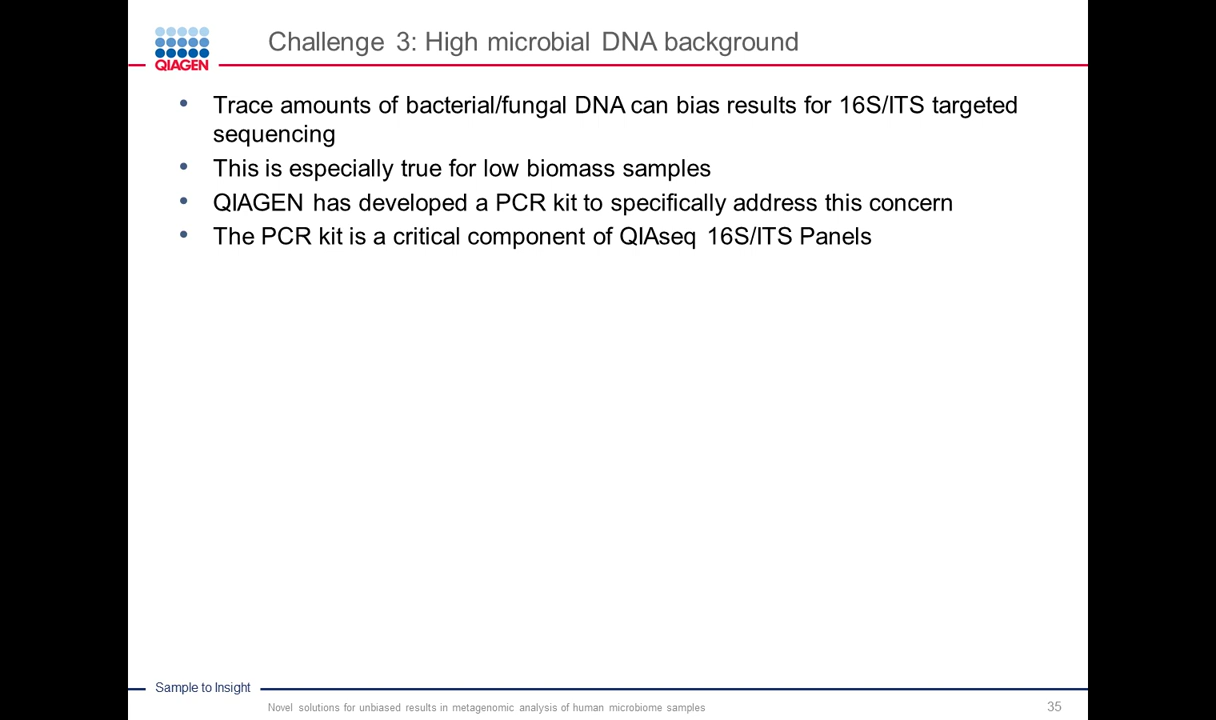 QIAGEN
Challenge 3: High microbial DNA background
• Trace amounts of bacterial/fungal DNA can bias results for 16S/ITS targeted
sequencing
• This is especially true for low biomass samples
• QIAGEN has developed a PCR kit to specifically address this concern
• The PCR kit is a critical component of QIAseq 16S/ITS Panels
Sample to Insight
Novel solutions for unbiased results in metagenomic analysis of human microbiome samples
35